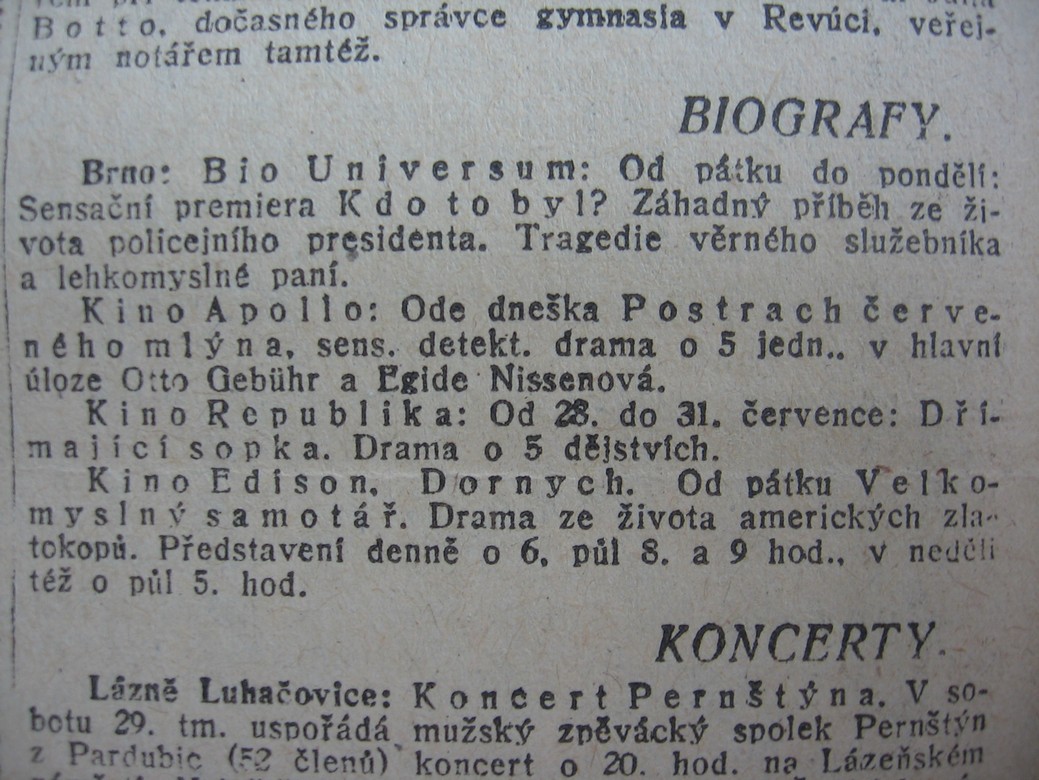 Botto, dočasného správce gymnasia v Revúci, veřej-
ným notářem tamtéž.
BIOGRAFY.
Brno: Bio Universum: Od pátku do pondělí:
Sensační premiera Kdo to byl? Záhadný příběh ze ži-
vota policejního presidenta. Tragedie věrného služebníka
a lehkomyslné paní.
Kino Apollo: Ode dneška Postrach červe-
ného mlýna, sens. detekt. drama o 5 jedn., v hlavní
úloze Otto Gebühr a Egide Nissenová.
Kino Republika: Od 28. do 31. července: Dří-
mající sopka. Drama o 5 dějstvích.
Kino Edison, Dornych. Od pátku Velko-
myslný samotář. Drama ze života amerických zla-
tokopů. Představení denně o 6, půl 8. a 9 hod., v neděli
též o půl 5. hod.
KONCERTY.
Lázně Luhačovice: Koncert Pernštýna. V so-
botu 29. tm. uspořádá mužský zpěvácký spolek Pernštýn
z Pardubic (52 členů) koncert o 20. hod. na Lázeňském